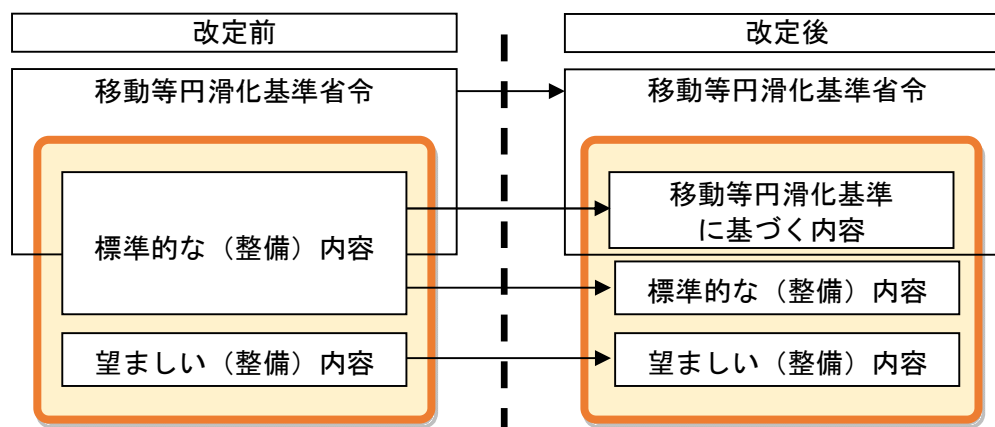 改定前
移動等円滑化基準省令
標準的な（整備）内容
望ましい（整備）内容
改定後
移動等円滑化基準省令
移動等円滑化基準
に基づく内容
標準的な（整備）内容
望ましい（整備）内容